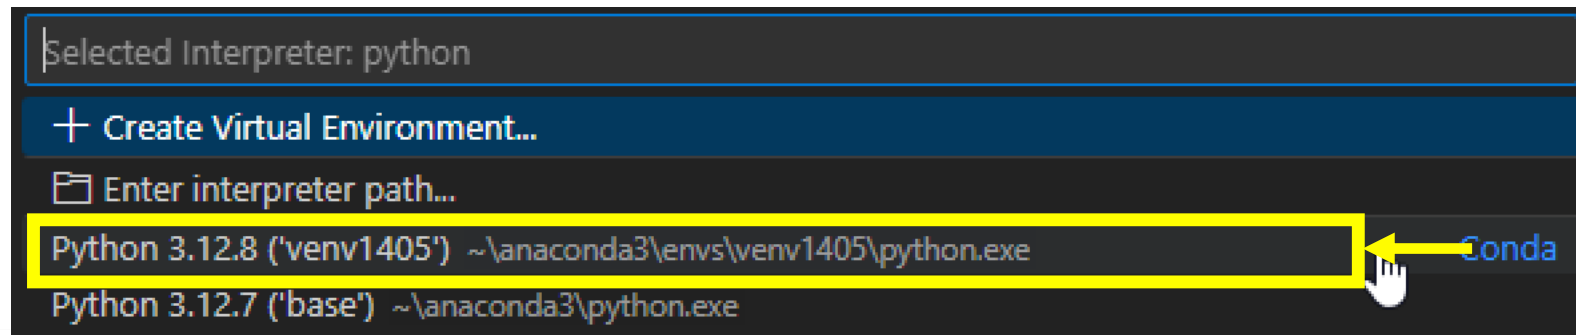 Selected Interpreter: python
+ Create Virtual Environment...
Enter interpreter path...
Python 3.12.8 ('venv1405') ~\anaconda3\envs\venv1405\python.exe Conda
Python 3.12.7 ('base') ~\anaconda3\python.exe